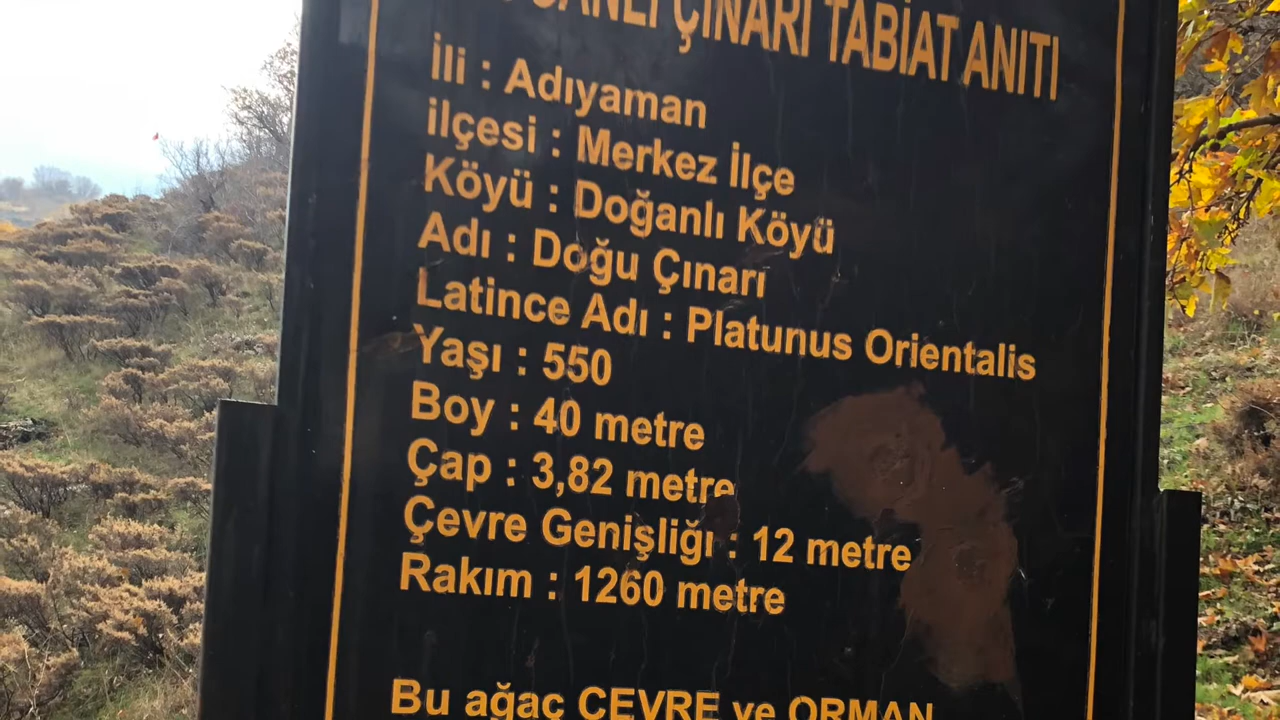 ÇINARI TABİAT ANITI
İli : Adıyaman
ilçesi : Merkez İlçe
Köyü : Doğanlı Köyü
Adı : Doğu Çınarı
Latince Adı : Platunus Orientalis
Yaşı : 550
Boy : 40 metre
Çap : 3,82 metre
Çevre Genişliği : 12 metre
Rakım : 1260 metre
Bu ağaç ÇEVRE ve ORMAN